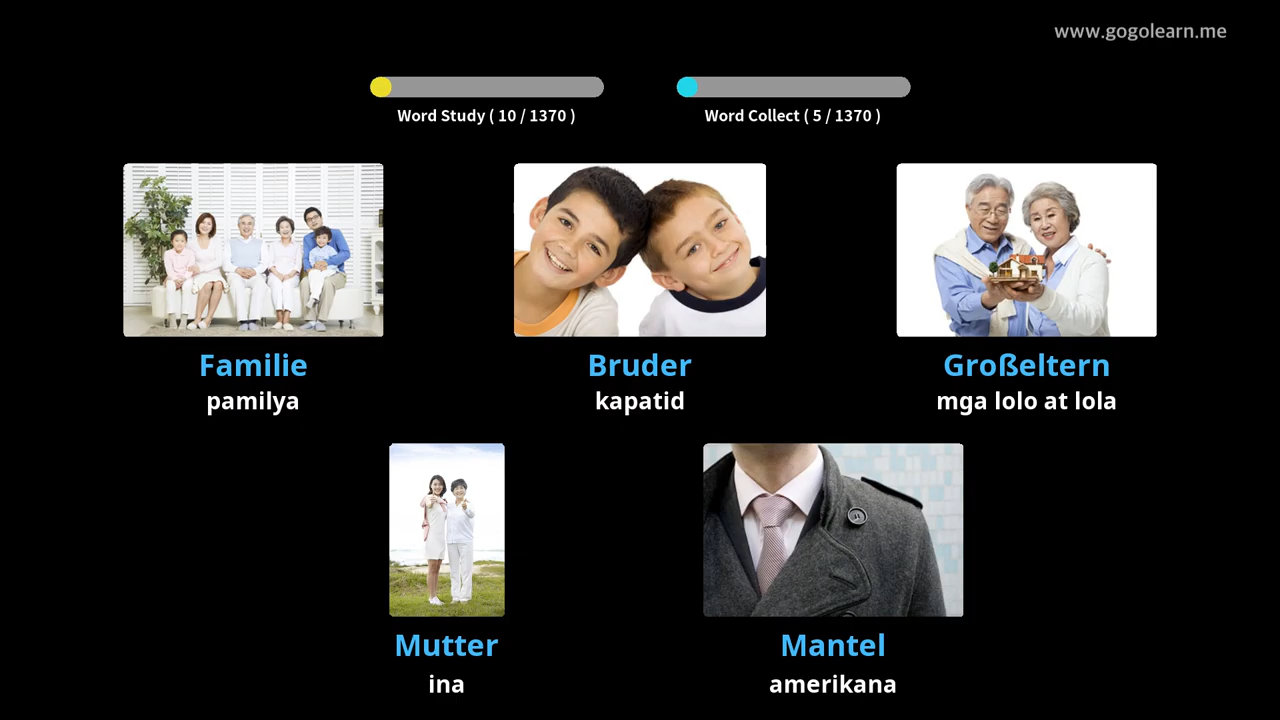 www.gogolearn.me
Word Study ( 10 / 1370 )
Word Collect ( 5 / 1370 )
Familie
pamilya
Bruder
kapatid
Großeltern
mga lolo at lola
Mutter
ina
Mantel
amerikana